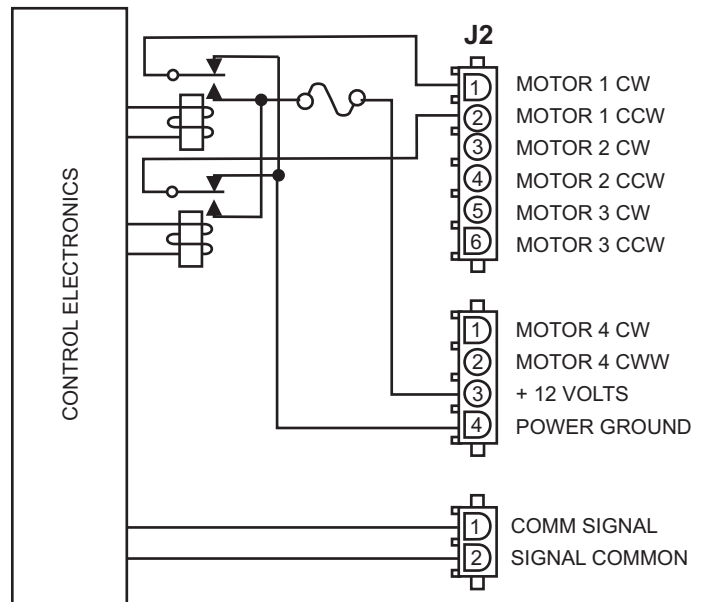 CONTROL ELECTRONICS
J2
1 MOTOR 1 CW
2 MOTOR 1 CCW
3 MOTOR 2 CW
4 MOTOR 2 CCW
5 MOTOR 3 CW
6 MOTOR 3 CCW
1 MOTOR 4 CW
2 MOTOR 4 CWW
3 + 12 VOLTS
4 POWER GROUND
1 COMM SIGNAL
2 SIGNAL COMMON